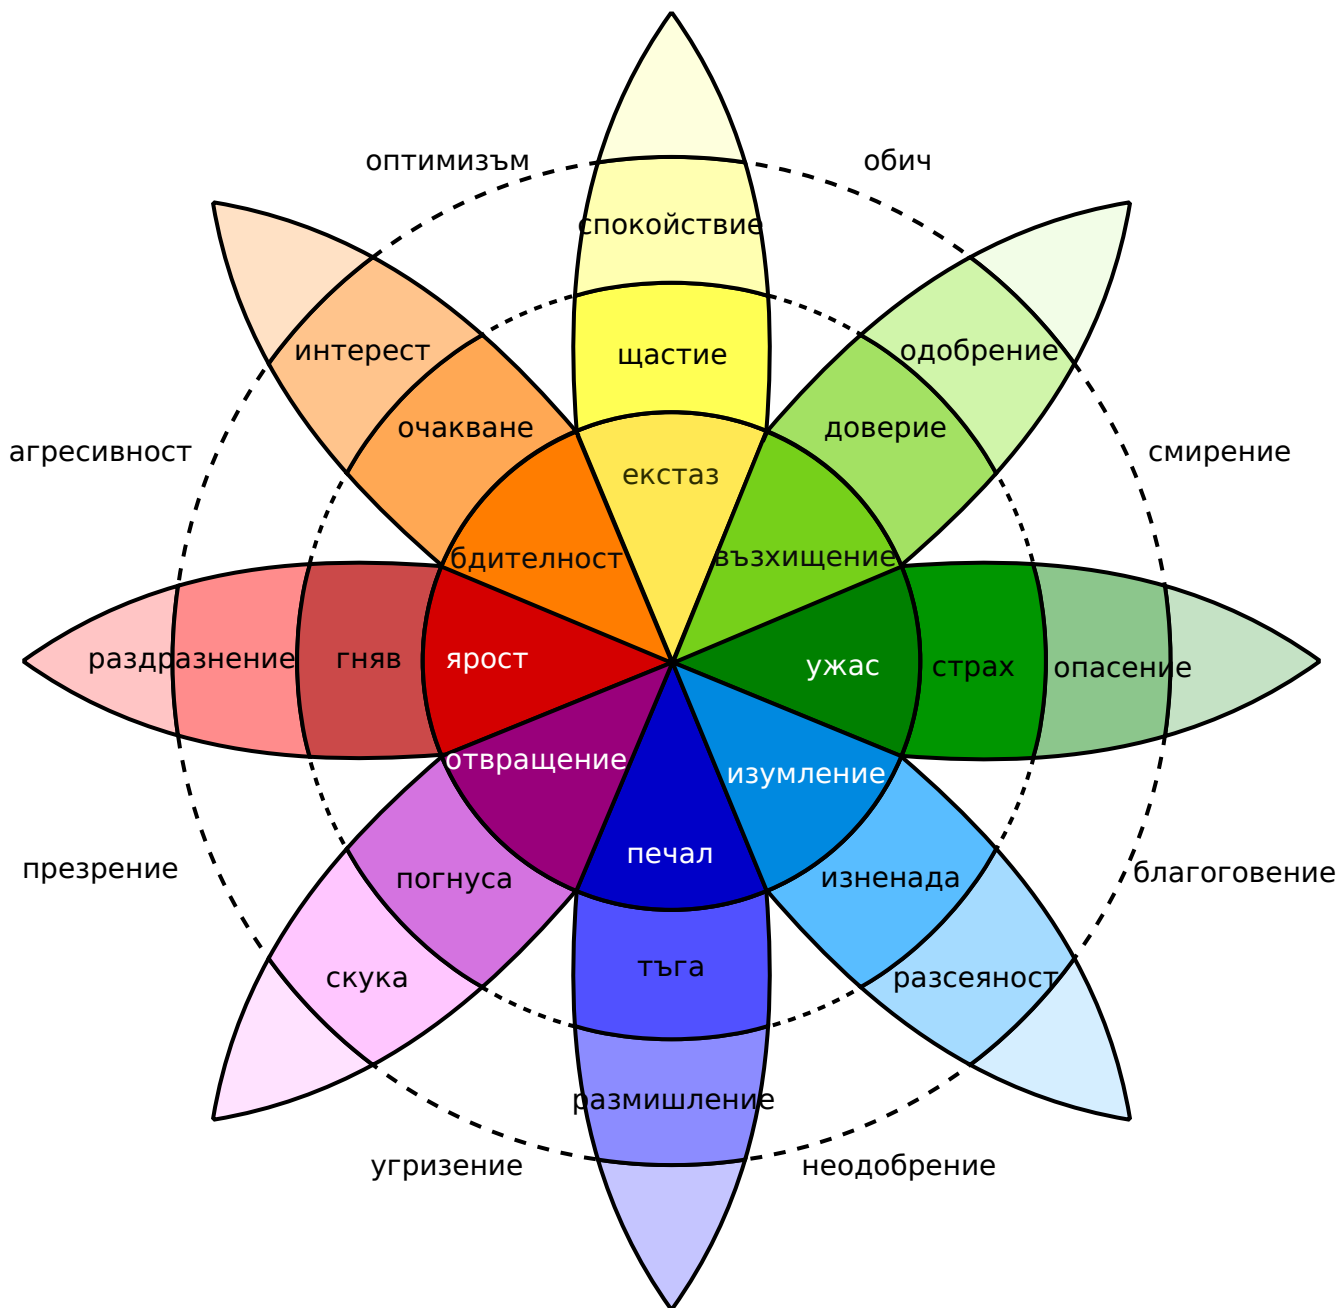 оптимизъм
обич
спокойствие
интерест
щастие
одобрение
очакване
доверие
агресивност
смирение
екстаз
бдителност
възхищение
раздразнение
гняв
ярост
ужас
страх
опасение
отвращение
изумление
печал
презрение
благоговение
погнуса
изненада
тъга
скука
разсеяност
размишление
угризение
неодобрение